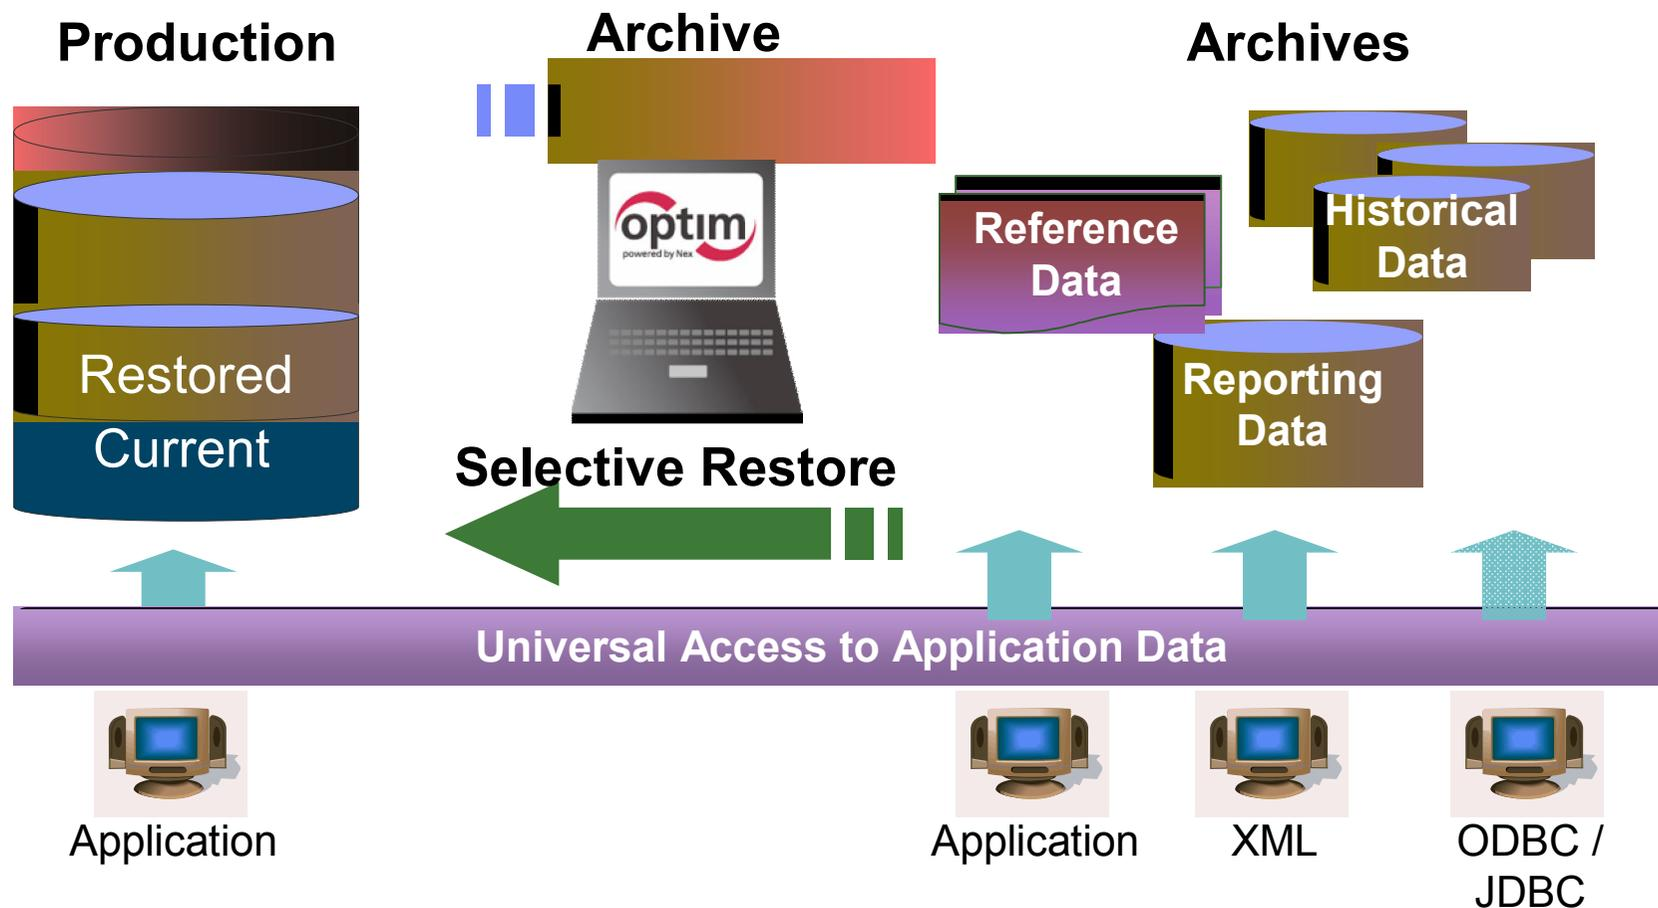 Production
Archive
Archives
optim
powered by Nex
Reference
Data
Historical
Data
Reporting
Data
Restored
Current
Selective Restore
Universal Access to Application Data
Application
Application
XML
ODBC /
JDBC